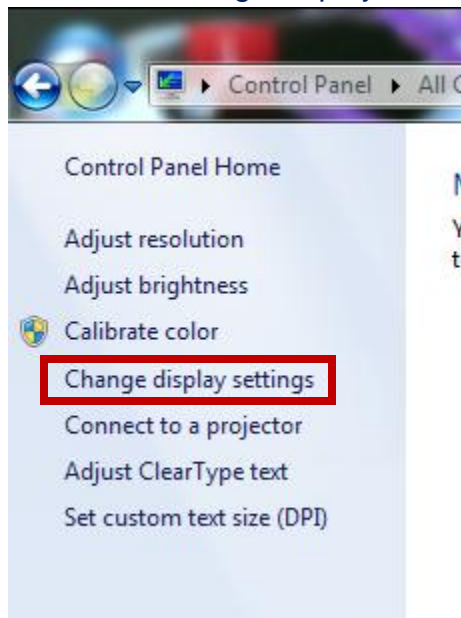 Control Panel ▸ All
Control Panel Home
Adjust resolution
Adjust brightness
Calibrate color
Change display settings
Connect to a projector
Adjust ClearType text
Set custom text size (DPI)